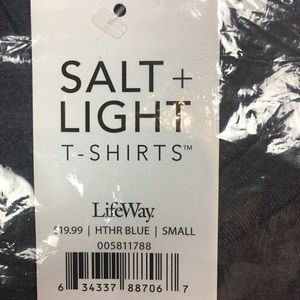 SALT +
LIGHT
T-SHIRTS™
LifeWay.
$19.99 | HTHR BLUE | SMALL
005811788
6 34337 88706 7